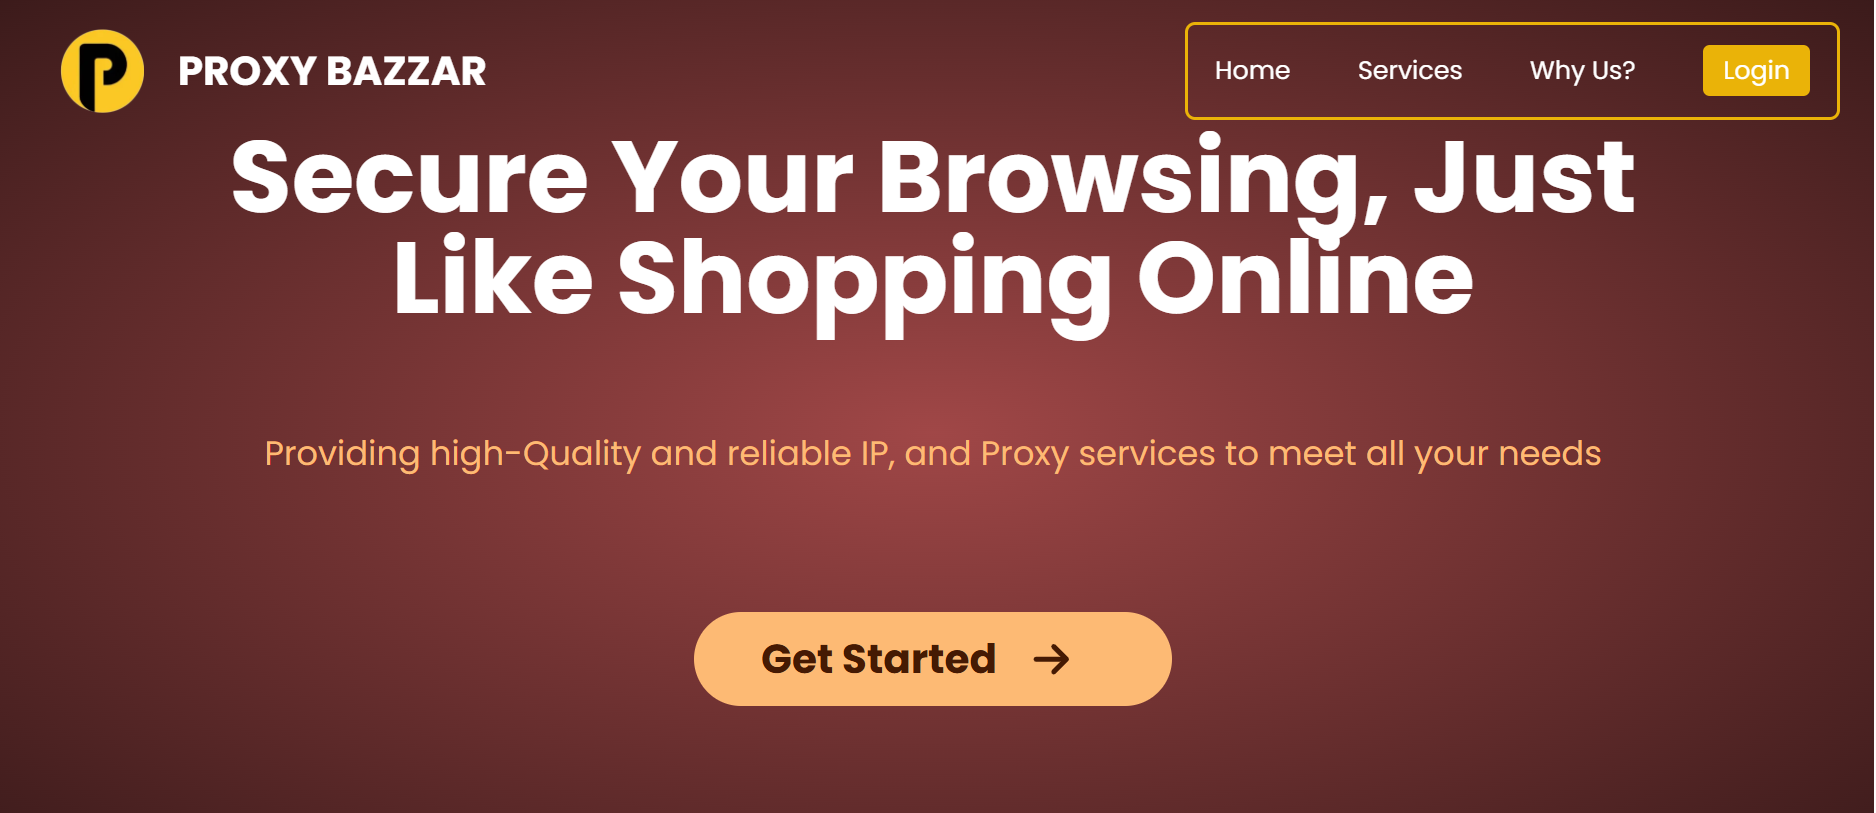 PROXY BAZZAR
Home
Services
Why Us?
Login
Secure Your Browsing, Just
Like Shopping Online
Providing high-Quality and reliable IP, and Proxy services to meet all your needs
Get Started